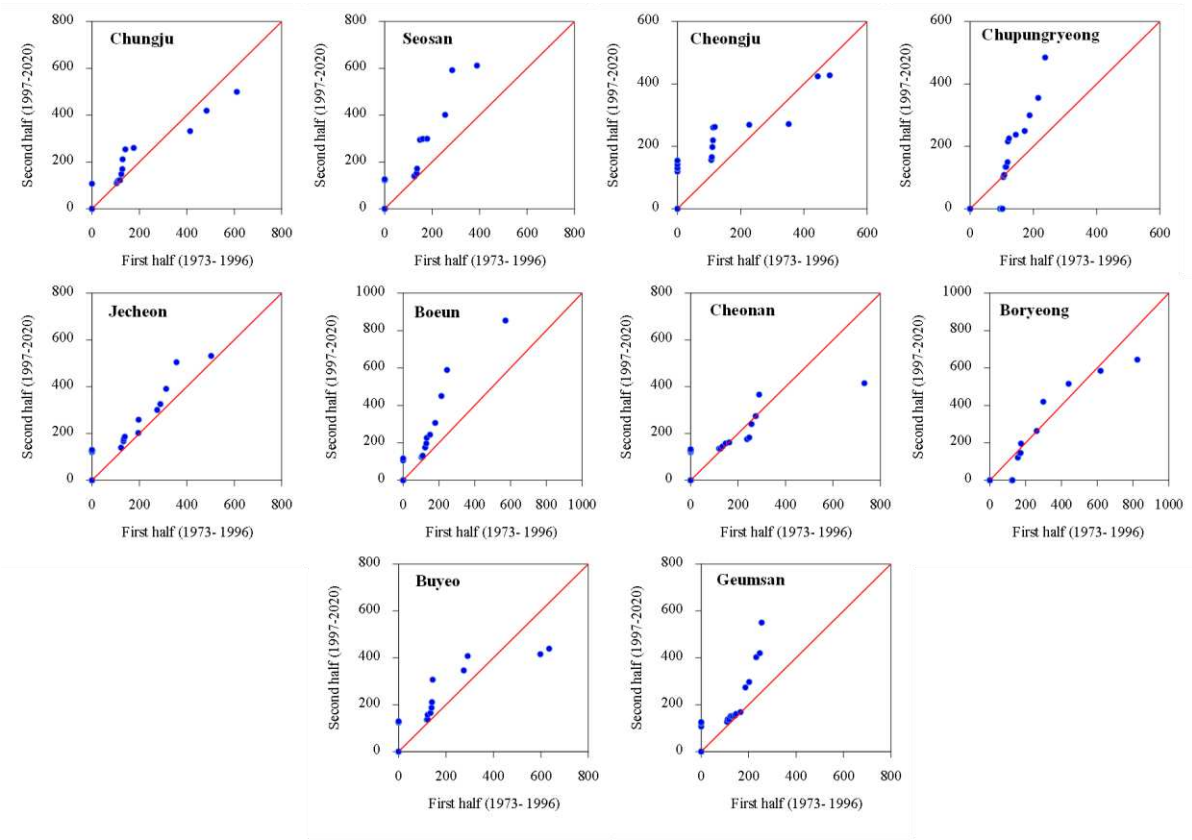 Chungju
Second half (1997-2020)
800
600
400
200
0
0 200 400 600 800
First half (1973- 1996)
Seosan
Second half (1997-2020)
800
600
400
200
0
0 200 400 600 800
First half (1973- 1996)
Cheongju
Second half (1997-2020)
600
400
200
0
0 200 400 600
First half (1973- 1996)
Chupungryeong
Second half (1997-2020)
600
400
200
0
0 200 400 600
First half (1973- 1996)
Jecheon
Second half (1997-2020)
800
600
400
200
0
0 200 400 600 800
First half (1973- 1996)
Boeun
Second half (1997-2020)
1000
800
600
400
200
0
0 200 400 600 800 1000
First half (1973- 1996)
Cheonan
Second half (1997-2020)
800
600
400
200
0
0 200 400 600 800
First half (1973- 1996)
Boryeong
Second half (1997-2020)
1000
800
600
400
200
0
0 200 400 600 800 1000
First half (1973- 1996)
Buyeo
Second half (1997-2020)
800
600
400
200
0
0 200 400 600 800
First half (1973- 1996)
Geumsan
Second half (1997-2020)
800
600
400
200
0
0 200 400 600 800
First half (1973- 1996)